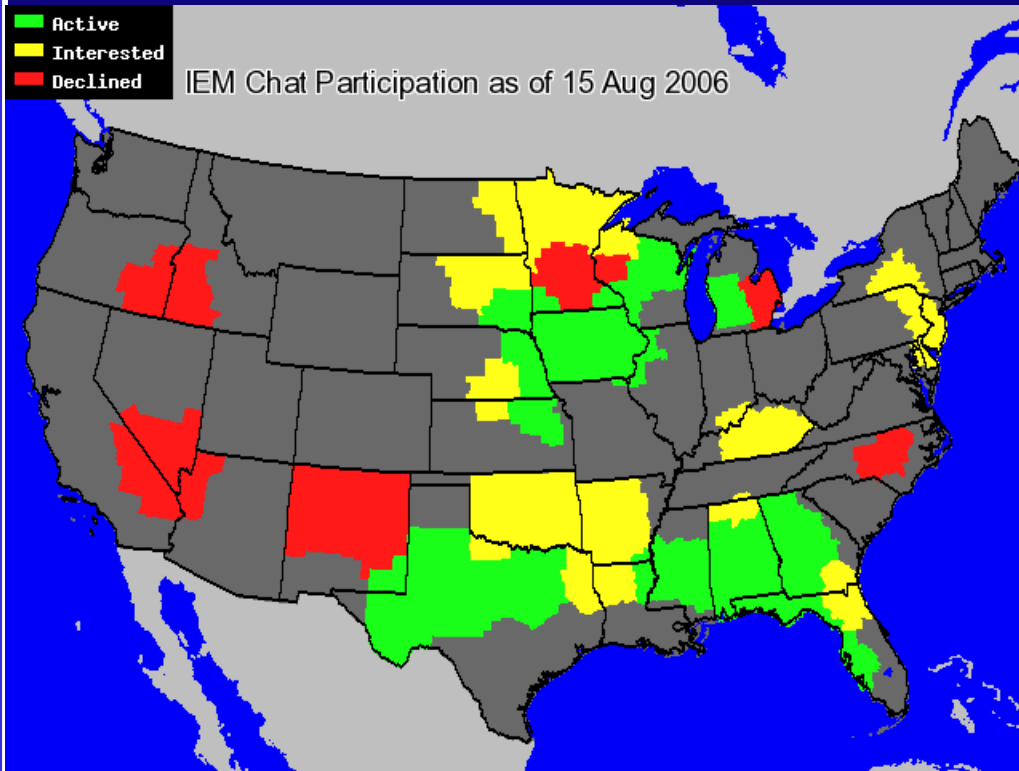 Active
Interested
Declined
IEM Chat Participation as of 15 Aug 2006